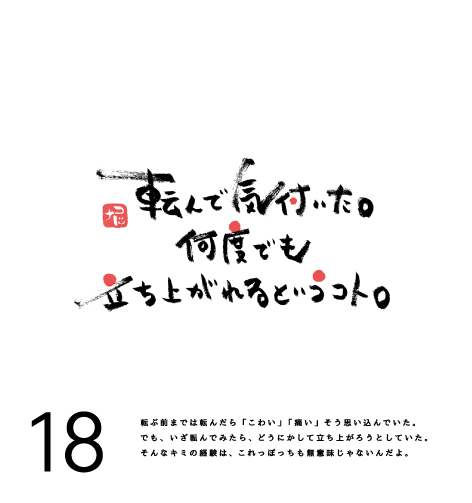 転んで気付いた。
何度でも
立ち上がれるというコト。
18
転ぶ前までは転んだら「こわい」「痛い」そう思い込んでいた。
でも、いざ転んでみたら、どうにかして立ち上がろうとしていた。
そんなキミの経験は、これっぽっちも無意味じゃないんだよ。